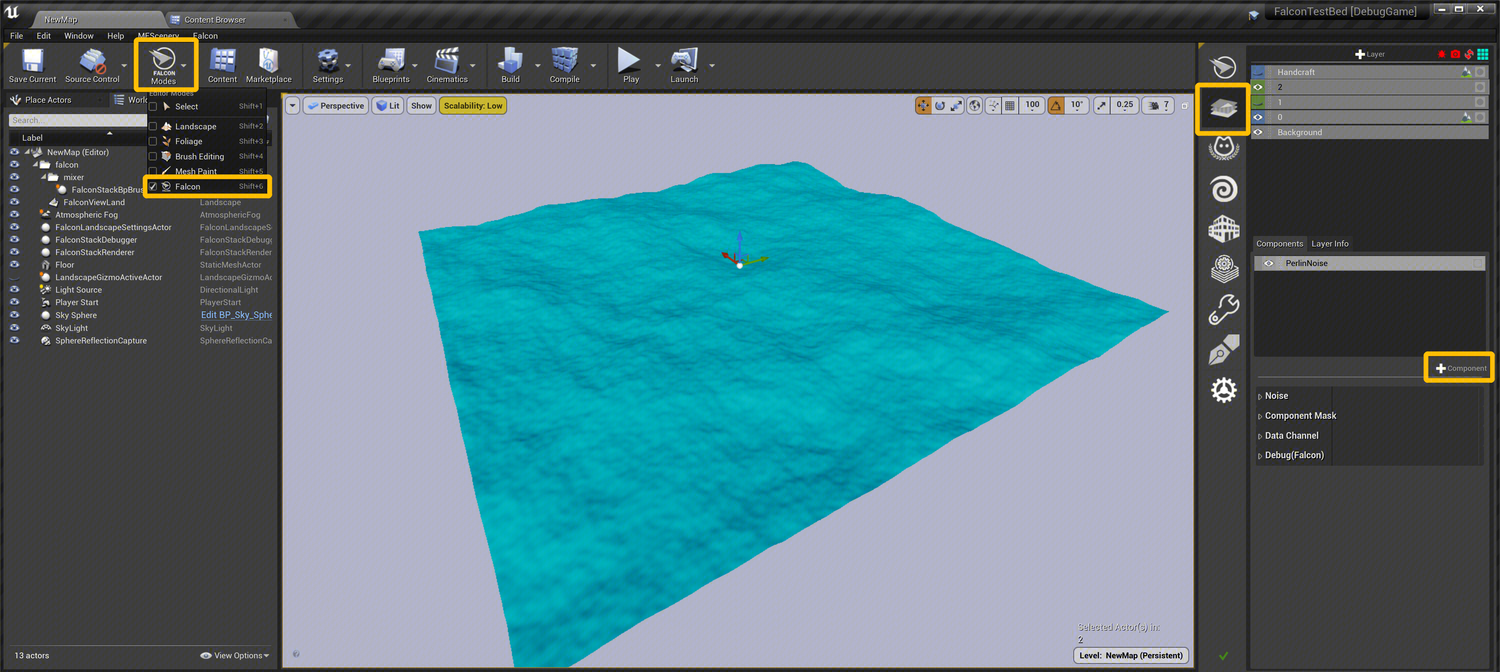 NewMap
Content Browser
FalconTestBed [DebugGame]
File Edit Window Help MFScenery Falcon
Save Current
Source Control
FALCON
Modes
Content
Marketplace
Settings
Blueprints
Cinematics
Build
Compile
Play
Launch
Editor Modes
Select Shift+1
Landscape Shift+2
Foliage Shift+3
Brush Editing Shift+4
Mesh Paint Shift+5
Falcon Shift+6
Place Actors
Search...
Label
NewMap (Editor)
falcon
mixer
FalconStackBpBrus
FalconViewLand Landscape
Atmospheric Fog AtmosphericFog
FalconLandscapeSettingsActor FalconLandscapeS
FalconStackDebugger FalconStackDebugg
FalconStackRenderer FalconStackRender
Floor StaticMeshActor
LandscapeGizmoActiveActor LandscapeGizmoAc
Light Source DirectionalLight
Player Start PlayerStart
Sky Sphere Edit BP_Sky_Sphe
SkyLight SkyLight
SphereReflectionCapture SphereReflectionCa
13 actors
View Options
Perspective
Lit
Show
Scalability: Low
100
10°
0.25
7
Selected Actor(s) in:
2
Level: NewMap (Persistent)
Layer
Handcraft
2
1
0
Background
Components
Layer Info
PerlinNoise
Component
Noise
Component Mask
Data Channel
Debug(Falcon)